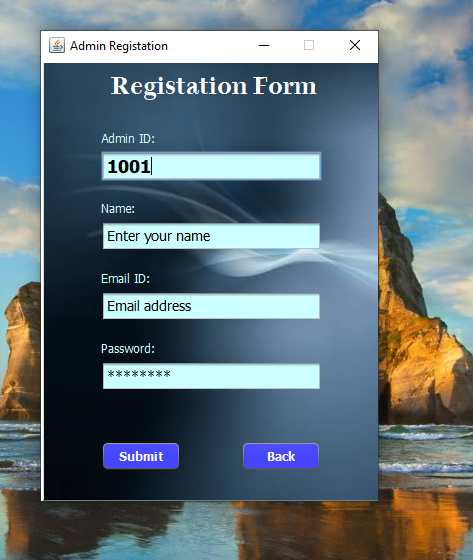 Admin Registation
Registation Form
Admin ID:
1001
Name:
Enter your name
Email ID:
Email address
Password:
********
Submit
Back